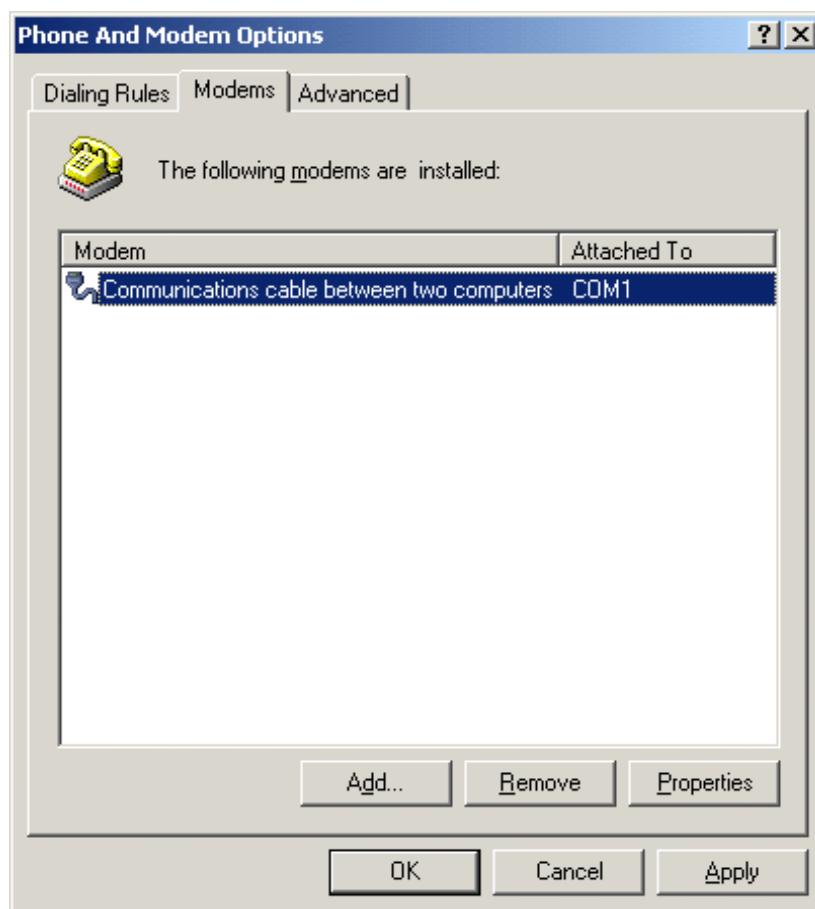 Phone And Modem Options
Dialing Rules Modems Advanced
The following modems are installed:
Modem Attached To
Communications cable between two computers COM1
Add... Remove Properties
OK Cancel Apply